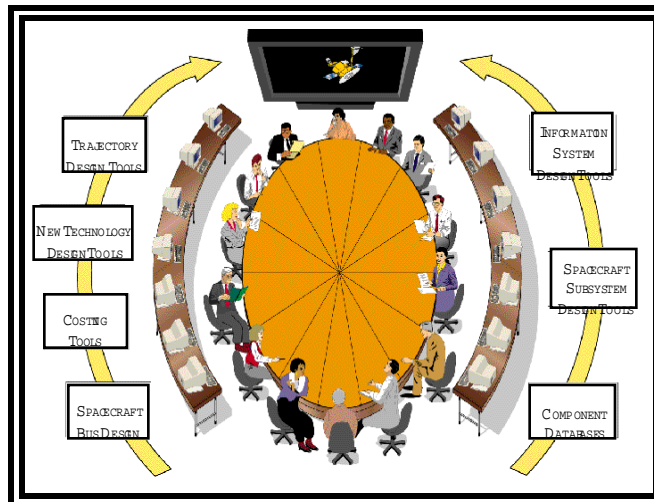 TRAJECTORY
DESIGN TOOLS
NEW TECHNOLOGY
DESIGN TOOLS
COSTING
TOOLS
SPACECRAFT
BUS DESIGN
INFORMATION
SYSTEM
DESIGN TOOLS
SPACECRAFT
SUBSYSTEM
DESIGN TOOLS
COMPONENT
DATABASES